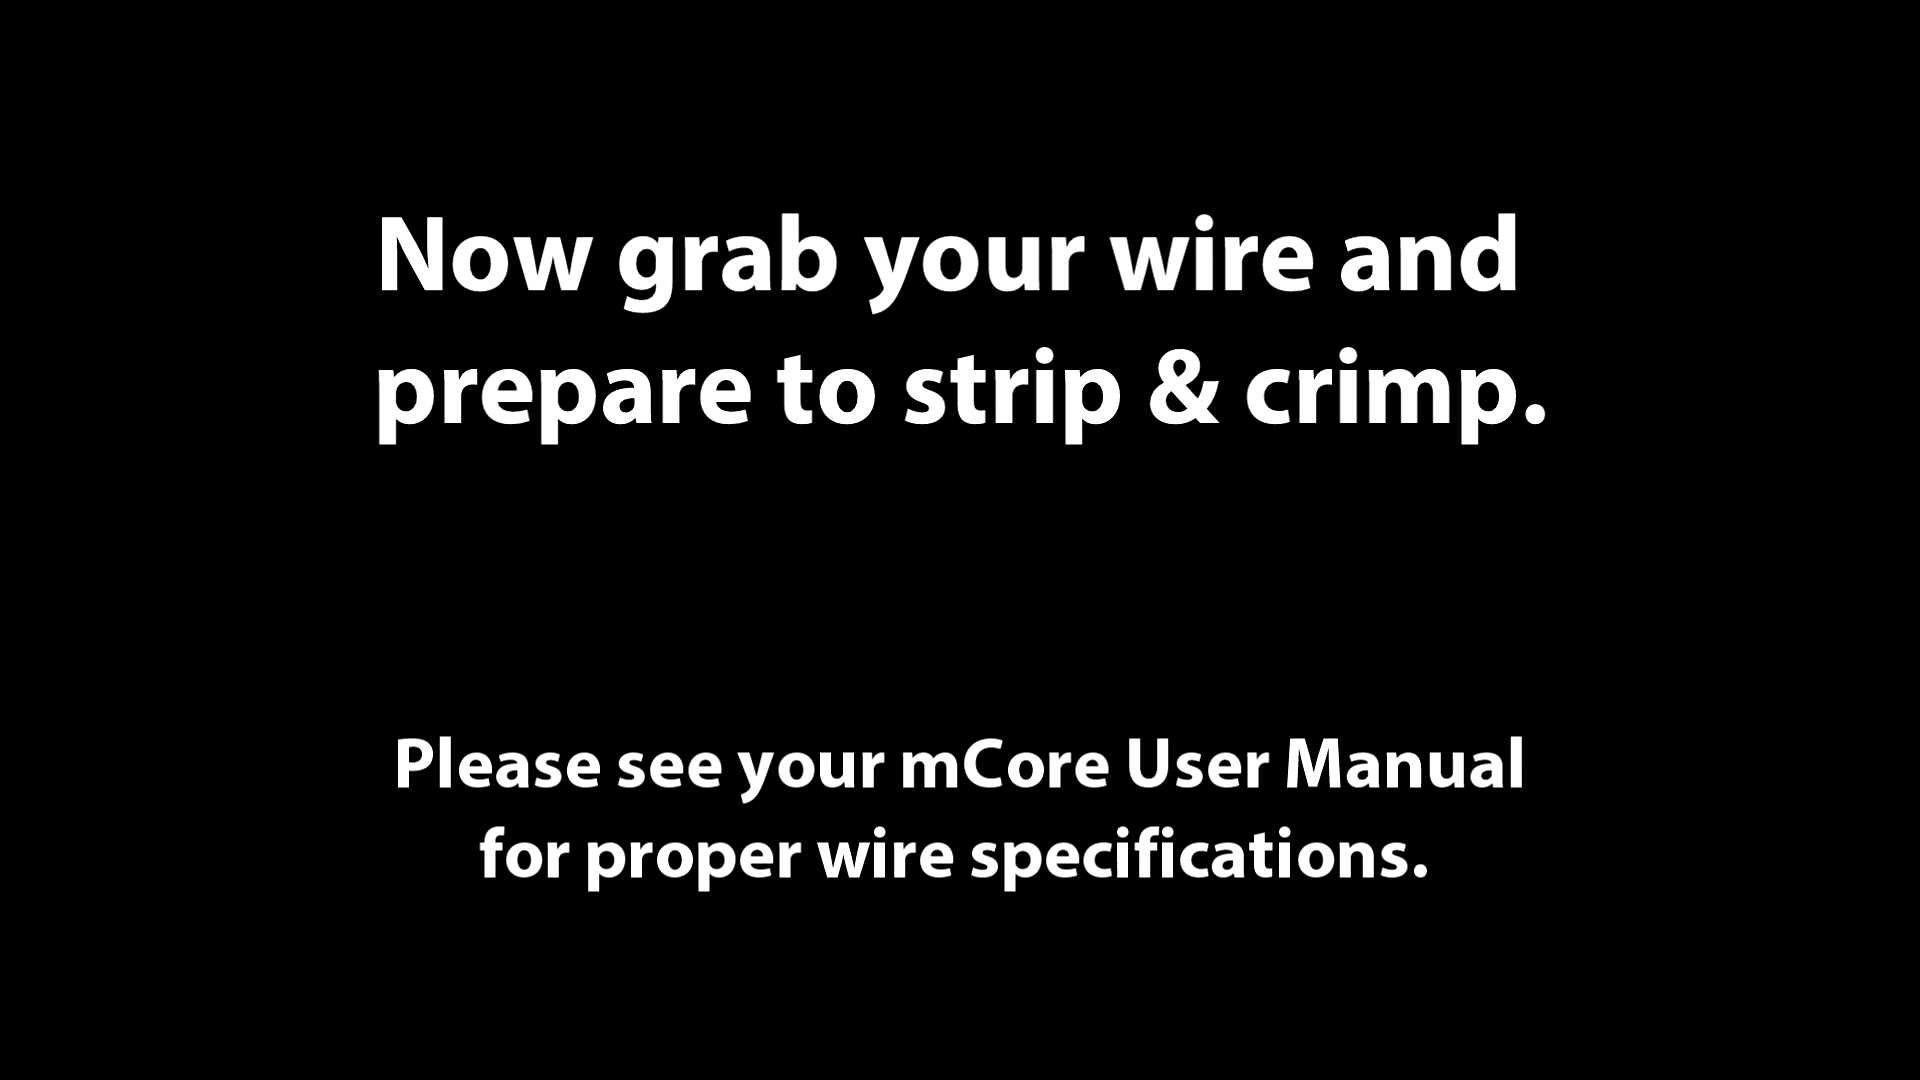 Now grab your wire and
prepare to strip & crimp.
Please see your mCore User Manual
for proper wire specifications.